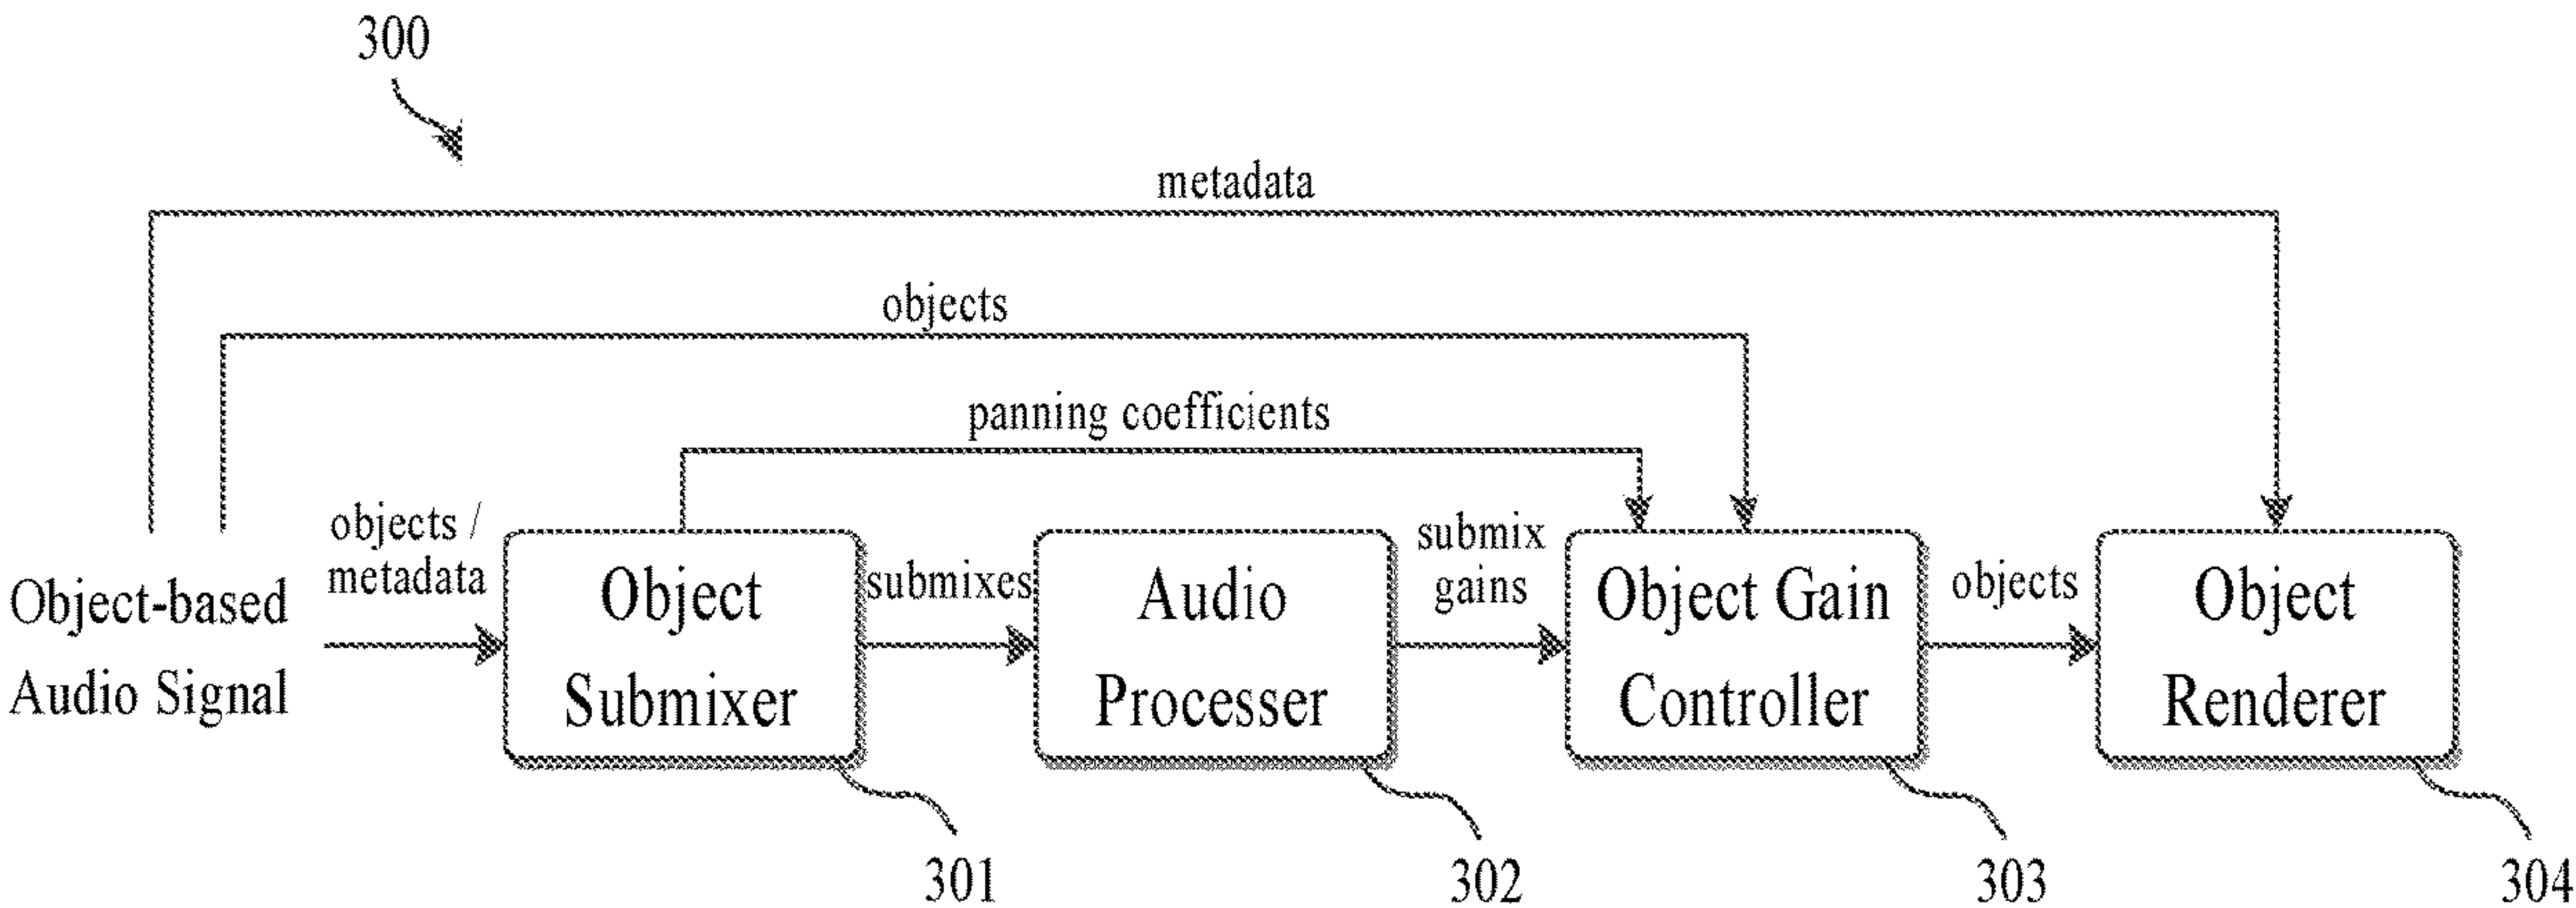 300
metadata
objects
panning coefficients
objects /
metadata
Object-based
Audio Signal
Object
Submixer
submixes
Audio
Processer
submix
gains
Object Gain
Controller
objects
Object
Renderer
301
302
303
304